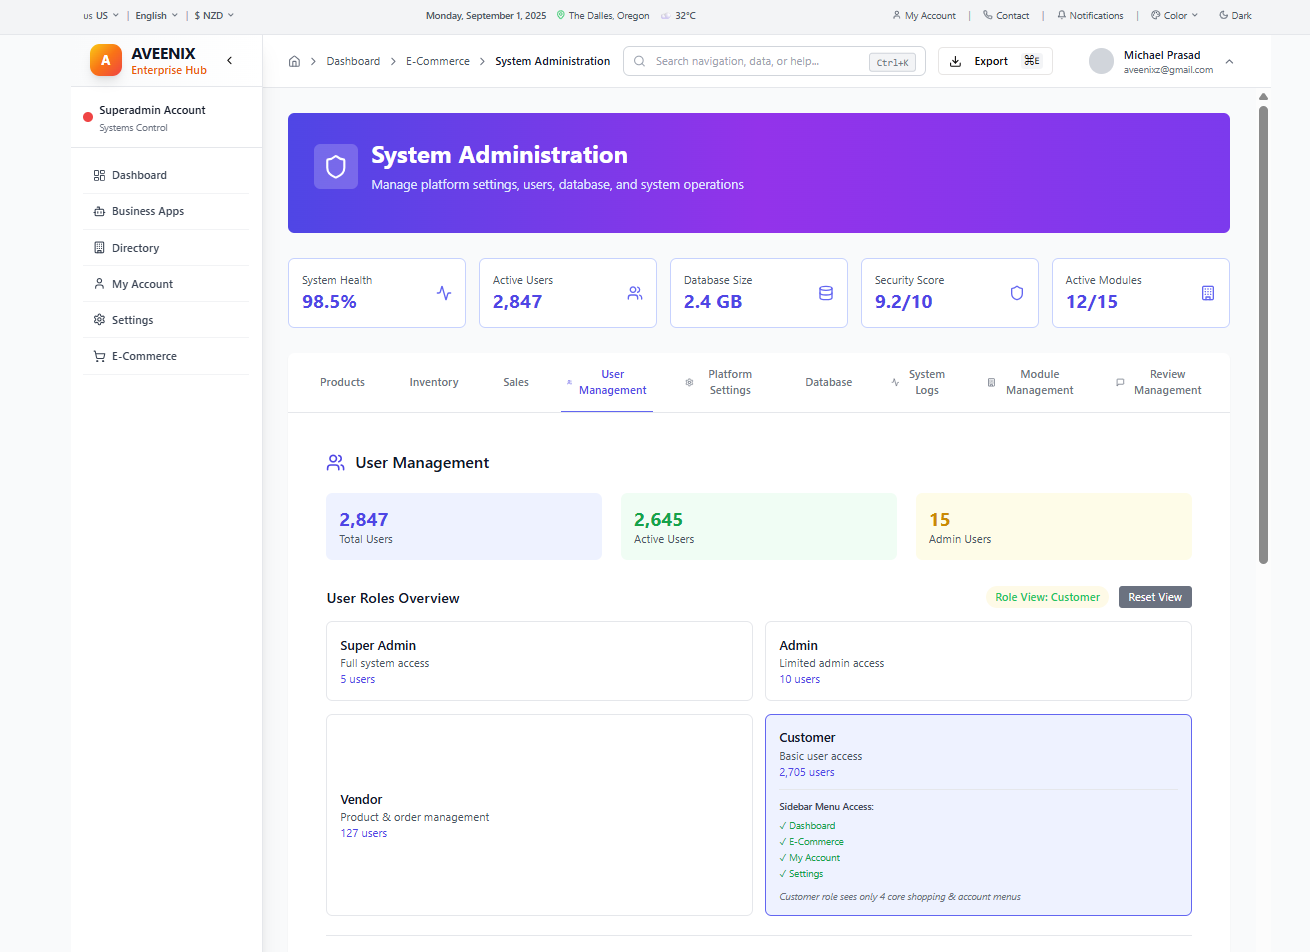 us US
English
$ NZD
Monday, September 1, 2025
The Dalles, Oregon
32°C
My Account
Contact
Notifications
Color
Dark
A
AVEENIX
Enterprise Hub
Dashboard
E-Commerce
System Administration
Search navigation, data, or help...
Ctrl+K
Export
⌘E
Michael Prasad
aveenixz@gmail.com
Superadmin Account
Systems Control
Dashboard
Business Apps
Directory
My Account
Settings
E-Commerce
System Administration
Manage platform settings, users, database, and system operations
System Health
98.5%
Active Users
2,847
Database Size
2.4 GB
Security Score
9.2/10
Active Modules
12/15
Products
Inventory
Sales
User
Management
Platform
Settings
Database
System
Logs
Module
Management
Review
Management
User Management
2,847
Total Users
2,645
Active Users
15
Admin Users
User Roles Overview
Role View: Customer
Reset View
Super Admin
Full system access
5 users
Admin
Limited admin access
10 users
Vendor
Product & order management
127 users
Customer
Basic user access
2,705 users
Sidebar Menu Access:
✓ Dashboard
✓ E-Commerce
✓ My Account
✓ Settings
Customer role sees only 4 core shopping & account menus